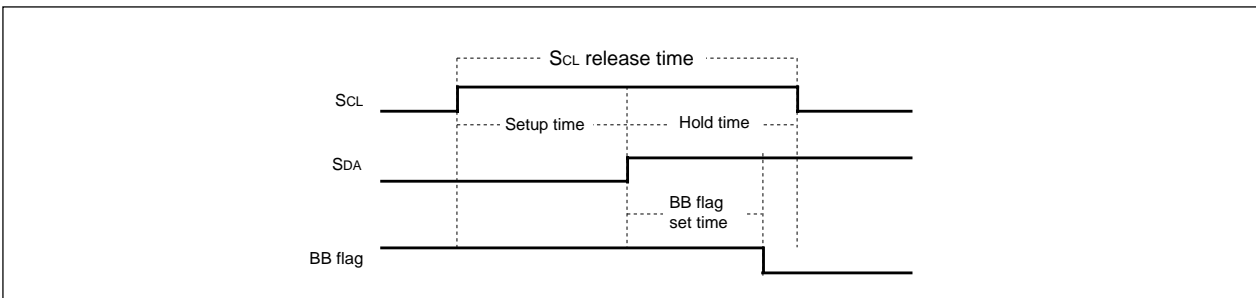 SCL release time
SCL
Setup time
Hold time
SDA
BB flag
set time
BB flag